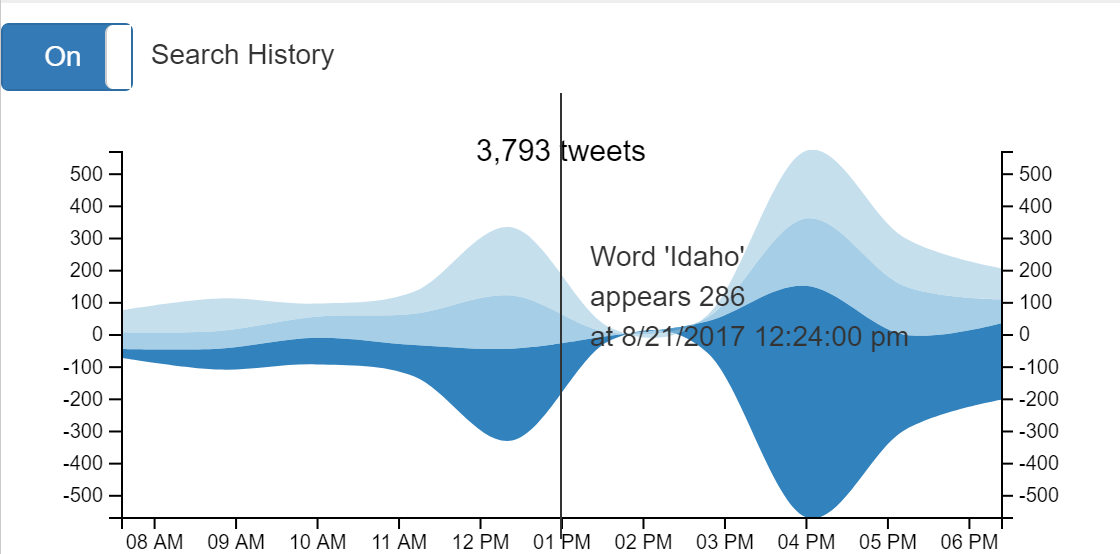 On Search History
3,793 tweets
500 500
400 400
300 300
Word 'Idaho'
200 200
appears 286
100 100
at 8/21/2017 12:24:00 pm
0 0
-100 -100
-200 -200
-300 -300
-400 -400
-500 -500
08 AM 09 AM 10 AM 11 AM 12 PM 01 PM 02 PM 03 PM 04 PM 05 PM 06 PM